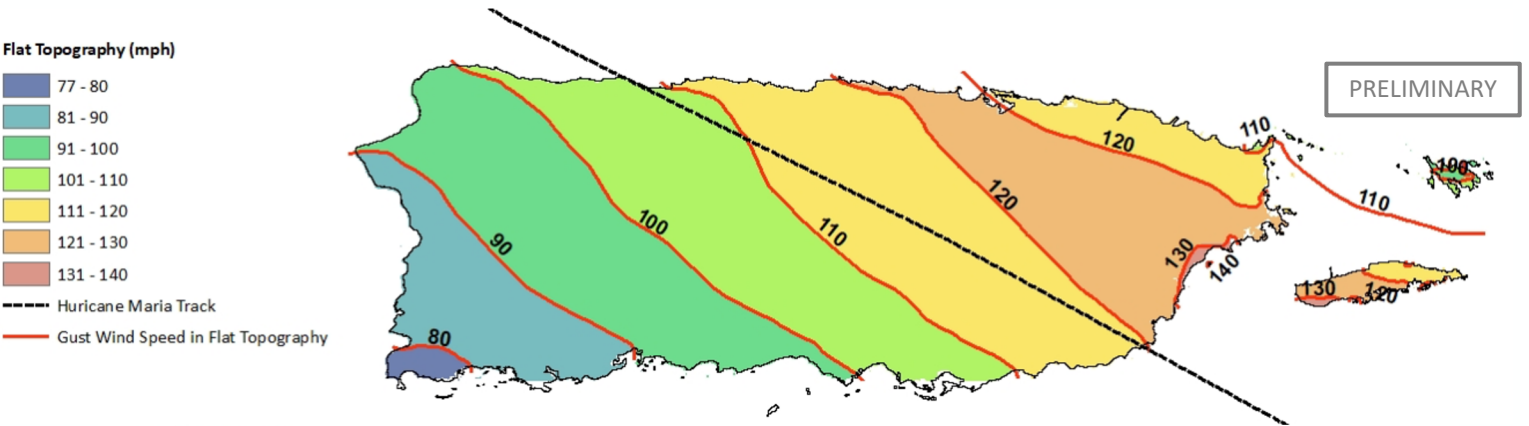 Flat Topography (mph)
77 - 80
81 - 90
91 - 100
101 - 110
111 - 120
121 - 130
131 - 140
Huricane Maria Track
Gust Wind Speed in Flat Topography
PRELIMINARY
110
120
100
120
110
100
110
90
130
140
130
120
80